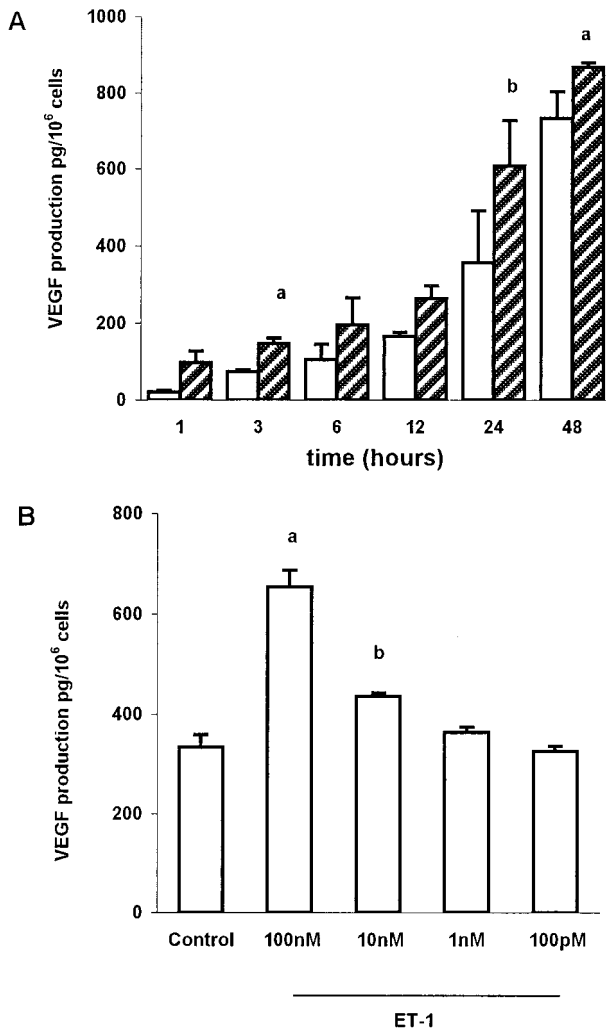 A
VEGF production pg/10⁶ cells
1000
800
600
400
200
0
a
b
a
1 3 6 12 24 48
time (hours)
B
VEGF production pg/10⁶ cells
800
600
400
200
0
a
b
Control 100nM 10nM 1nM 100pM
ET-1